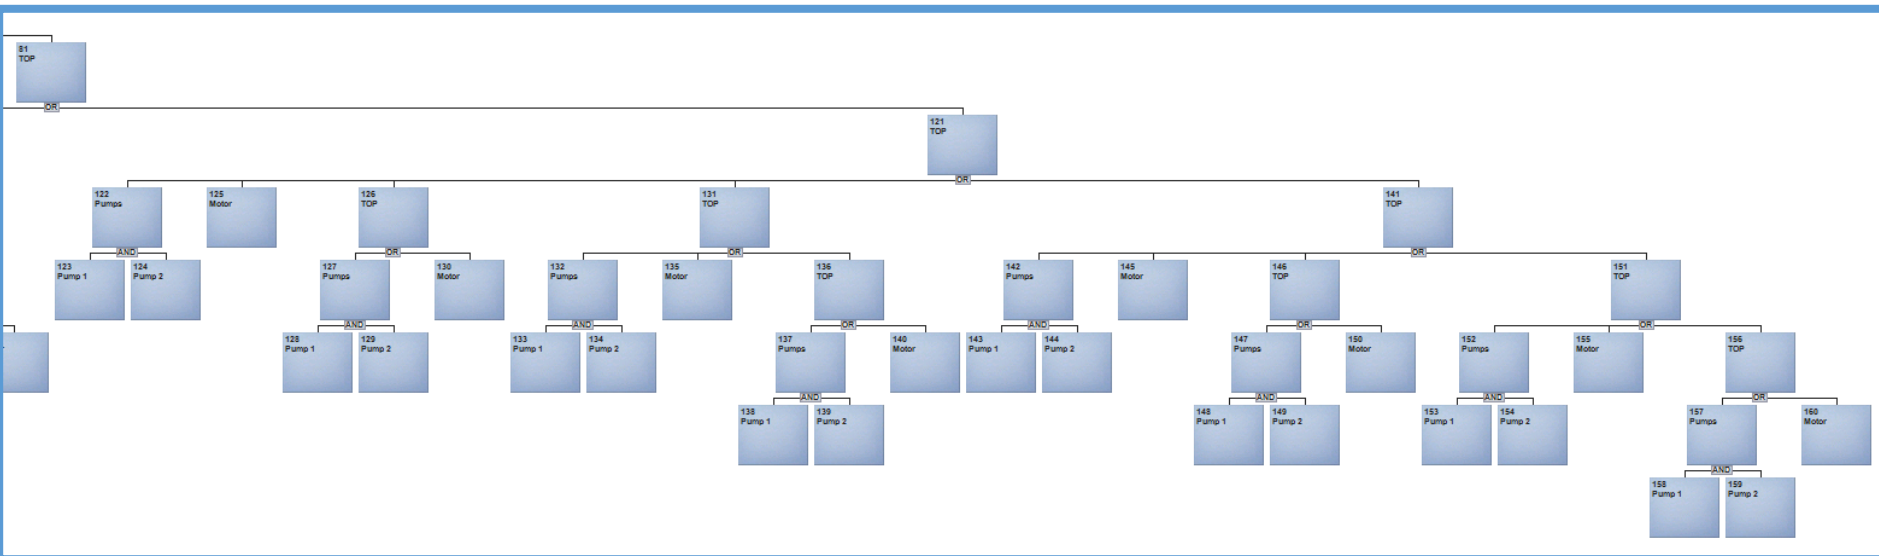 81
TOP
OR
121
TOP
OR
122
Pumps
125
Motor
126
TOP
131
TOP
141
TOP
AND
OR
OR
OR
123
Pump 1
124
Pump 2
127
Pumps
130
Motor
132
Pumps
135
Motor
136
TOP
142
Pumps
145
Motor
146
TOP
151
TOP
AND
AND
OR
AND
OR
OR
128
Pump 1
129
Pump 2
133
Pump 1
134
Pump 2
137
Pumps
140
Motor
143
Pump 1
144
Pump 2
147
Pumps
150
Motor
152
Pumps
155
Motor
156
TOP
AND
AND
AND
OR
138
Pump 1
139
Pump 2
148
Pump 1
149
Pump 2
153
Pump 1
154
Pump 2
157
Pumps
160
Motor
AND
158
Pump 1
159
Pump 2